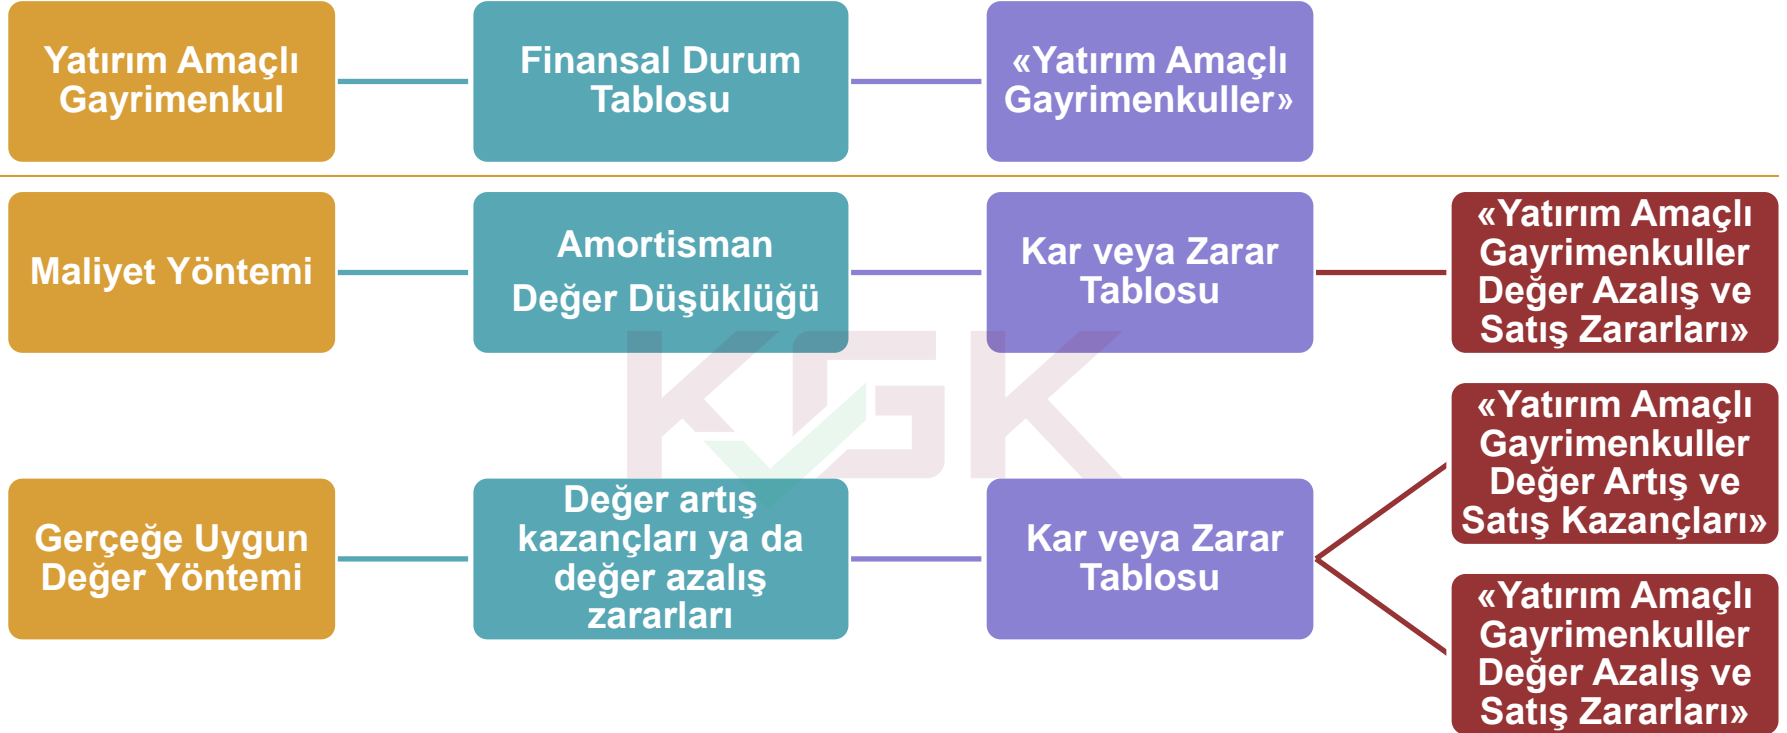 Yatırım Amaçlı
Gayrimenkul
Finansal Durum
Tablosu
«Yatırım Amaçlı
Gayrimenkuller»
Maliyet Yöntemi
Amortisman
Değer Düşüklüğü
Kar veya Zarar
Tablosu
«Yatırım Amaçlı
Gayrimenkuller
Değer Azalış ve
Satış Zararları»
Gerçeğe Uygun
Değer Yöntemi
Değer artış
kazançları ya da
değer azalış
zararları
Kar veya Zarar
Tablosu
«Yatırım Amaçlı
Gayrimenkuller
Değer Artış ve
Satış Kazançları»
«Yatırım Amaçlı
Gayrimenkuller
Değer Azalış ve
Satış Zararları»
KGK